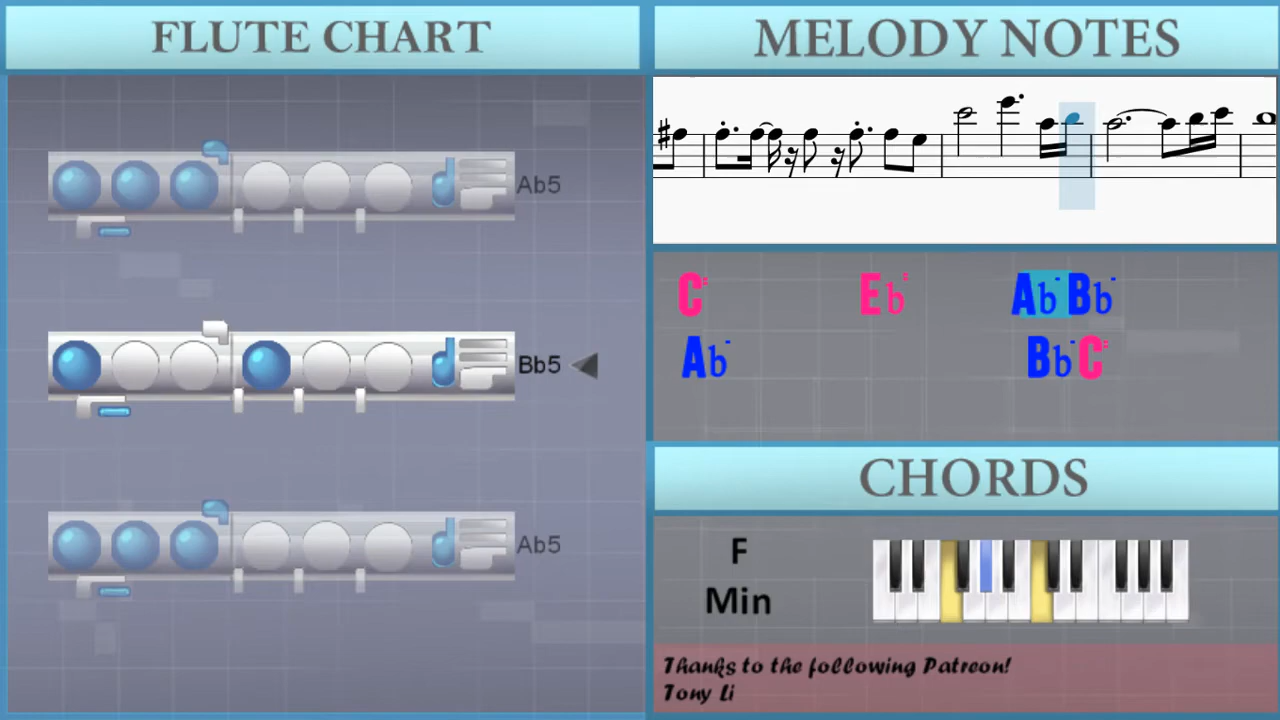 FLUTE CHART
Ab5
Bb5
Ab5
MELODY NOTES
C Eb Ab Bb
Ab Bb C
CHORDS
F
Min
Thanks to the following Patreon!
Tony Li